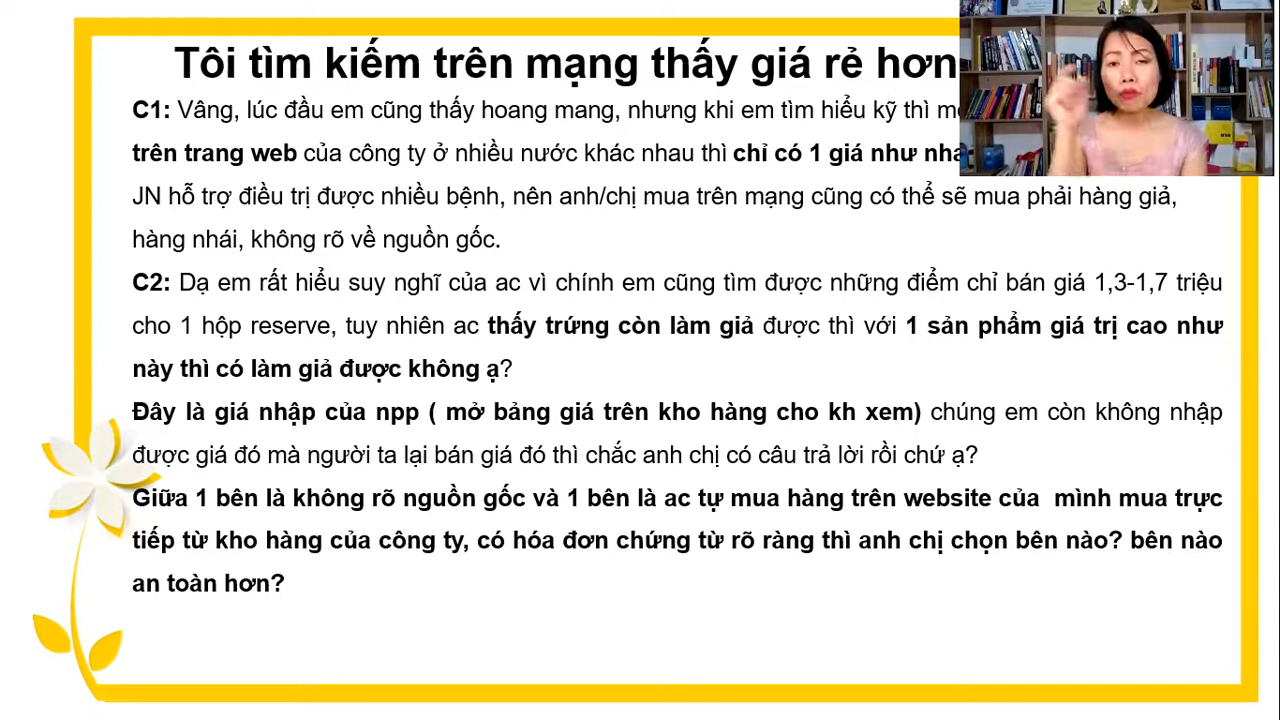 Tôi tìm kiếm trên mạng thấy giá rẻ hơn
C1: Vâng, lúc đầu em cũng thấy hoang mang, nhưng khi em tìm hiểu kỹ thì
trên trang web của công ty ở nhiều nước khác nhau thì chỉ có 1 giá như
JN hỗ trợ điều trị được nhiều bệnh, nên anh/chị mua trên mạng cũng có thể sẽ mua phải hàng giả,
hàng nhái, không rõ về nguồn gốc.
C2: Dạ em rất hiểu suy nghĩ của ac vì chính em cũng tìm được những điểm chỉ bán giá 1,3-1,7 triệu
cho 1 hộp reserve, tuy nhiên ac thấy trứng còn làm giả được thì với 1 sản phẩm giá trị cao như
này thì có làm giả được không ạ?
Đây là giá nhập của npp ( mở bảng giá trên kho hàng cho kh xem) chúng em còn không nhập
được giá đó mà người ta lại bán giá đó thì chắc anh chị có câu trả lời rồi chứ ạ?
Giữa 1 bên là không rõ nguồn gốc và 1 bên là ac tự mua hàng trên website của mình mua trực
tiếp từ kho hàng của công ty, có hóa đơn chứng từ rõ ràng thì anh chị chọn bên nào? bên nào
an toàn hơn?